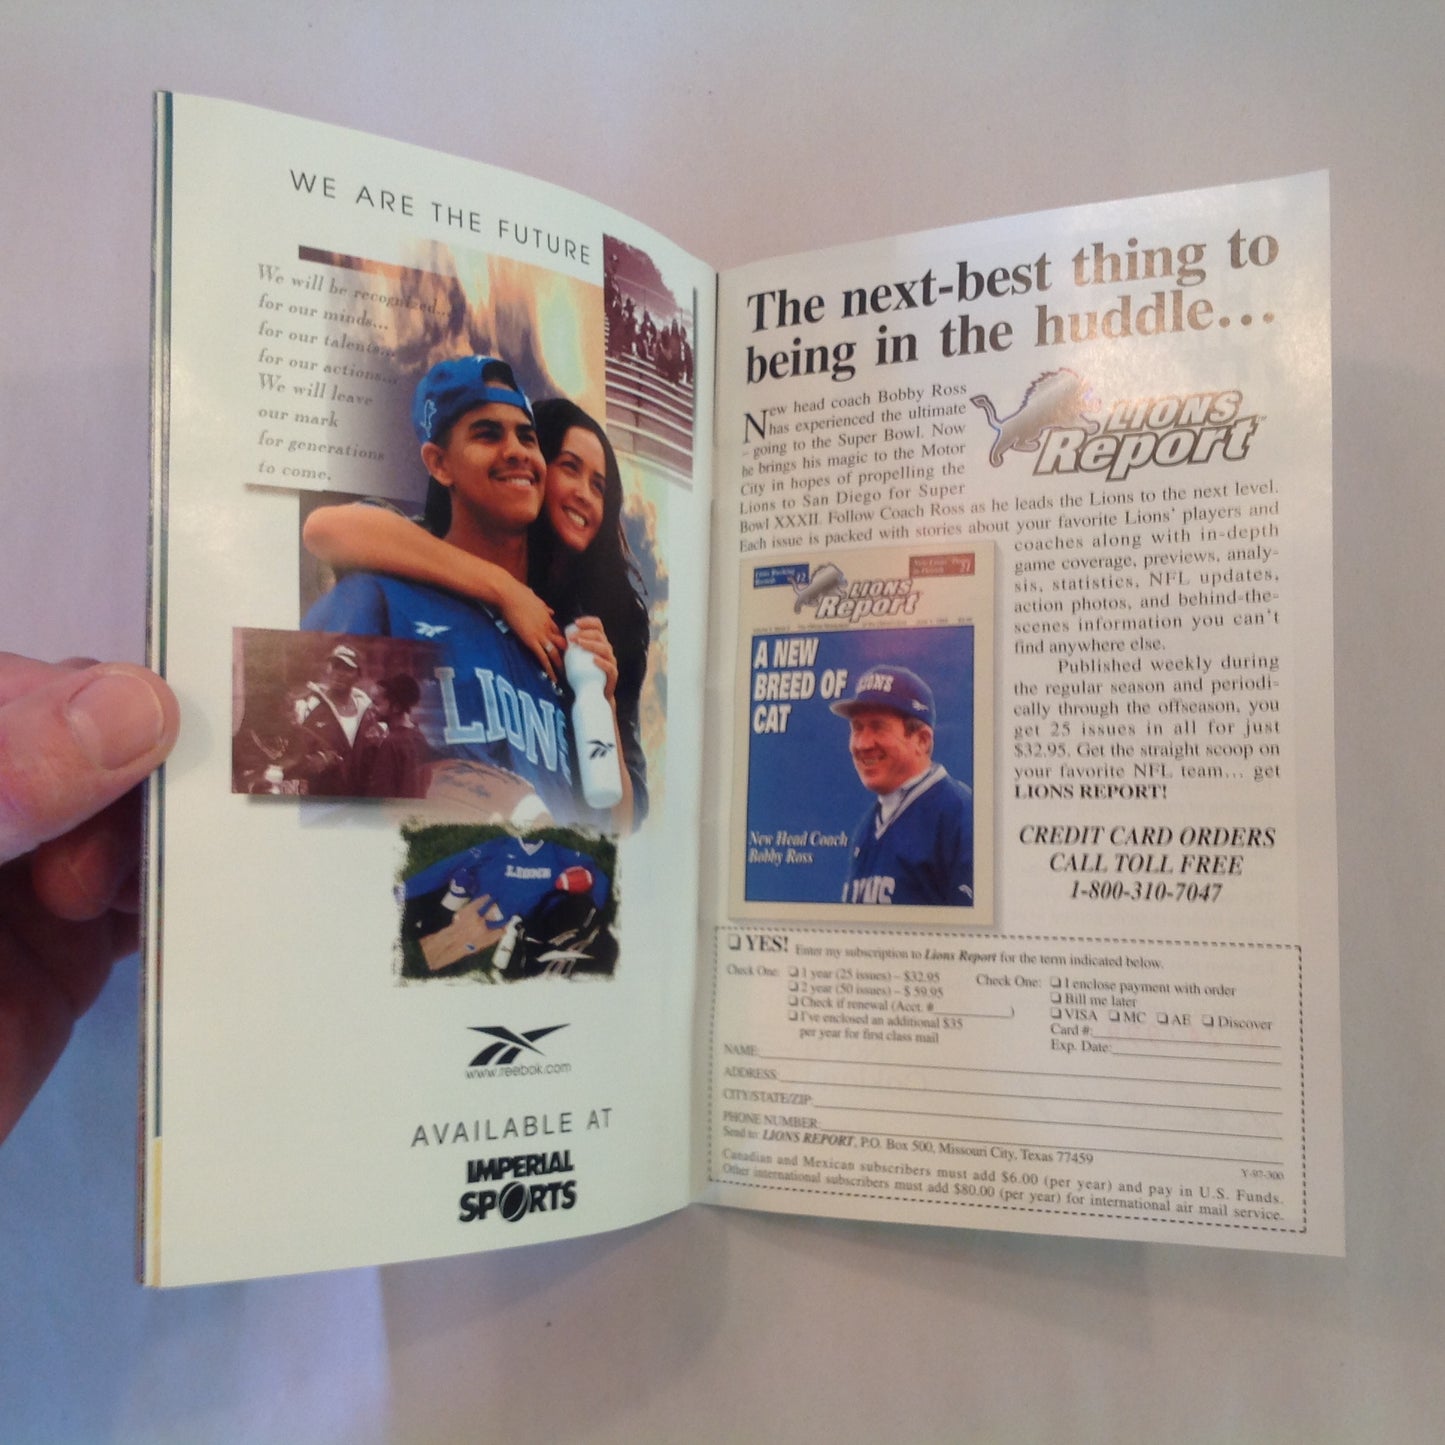 WE ARE THE FUTURE
We will be recognized...
for our minds...
for our talents...
for our actions...
We will leave
our mark
for generations
to come.
LIONS
LIONS
www.reebok.com
AVAILABLE AT
IMPERIAL
SPORTS
The next-best thing to
being in the huddle...
New head coach Bobby Ross
has experienced the ultimate
– going to the Super Bowl. Now
he brings his magic to the Motor
City in hopes of propelling the
Lions to San Diego for Super
Bowl XXXII. Follow Coach Ross as he leads the Lions to the next level.
Each issue is packed with stories about your favorite Lions' players and
coaches along with in-depth
game coverage, previews, analy-
sis, statistics, NFL updates,
action photos, and behind-the-
scenes information you can't
find anywhere else.
Published weekly during
the regular season and periodi-
cally through the offseason, you
get 25 issues in all for just
$32.95. Get the straight scoop on
your favorite NFL team... get
LIONS REPORT!
LIONS
Report
LIONS
Report
A NEW
BREED OF
CAT
LIONS
New Head Coach
Bobby Ross
CREDIT CARD ORDERS
CALL TOLL FREE
1-800-310-7047
YES! Enter my subscription to Lions Report for the term indicated below.
Check One: 1 year (25 issues) – $32.95
2 year (50 issues) – $ 59.95
Check if renewal (Acct. #____________)
I've enclosed an additional $35
per year for first class mail
Check One: I enclose payment with order
Bill me later
VISA MC AE Discover
Card #:
Exp. Date:
NAME:
ADDRESS:
CITY/STATE/ZIP:
PHONE NUMBER:
Send to: LIONS REPORT, P.O. Box 500, Missouri City, Texas 77459
Y-97-300
Canadian and Mexican subscribers must add $6.00 (per year) and pay in U.S. Funds.
Other international subscribers must add $80.00 (per year) for international air mail service.